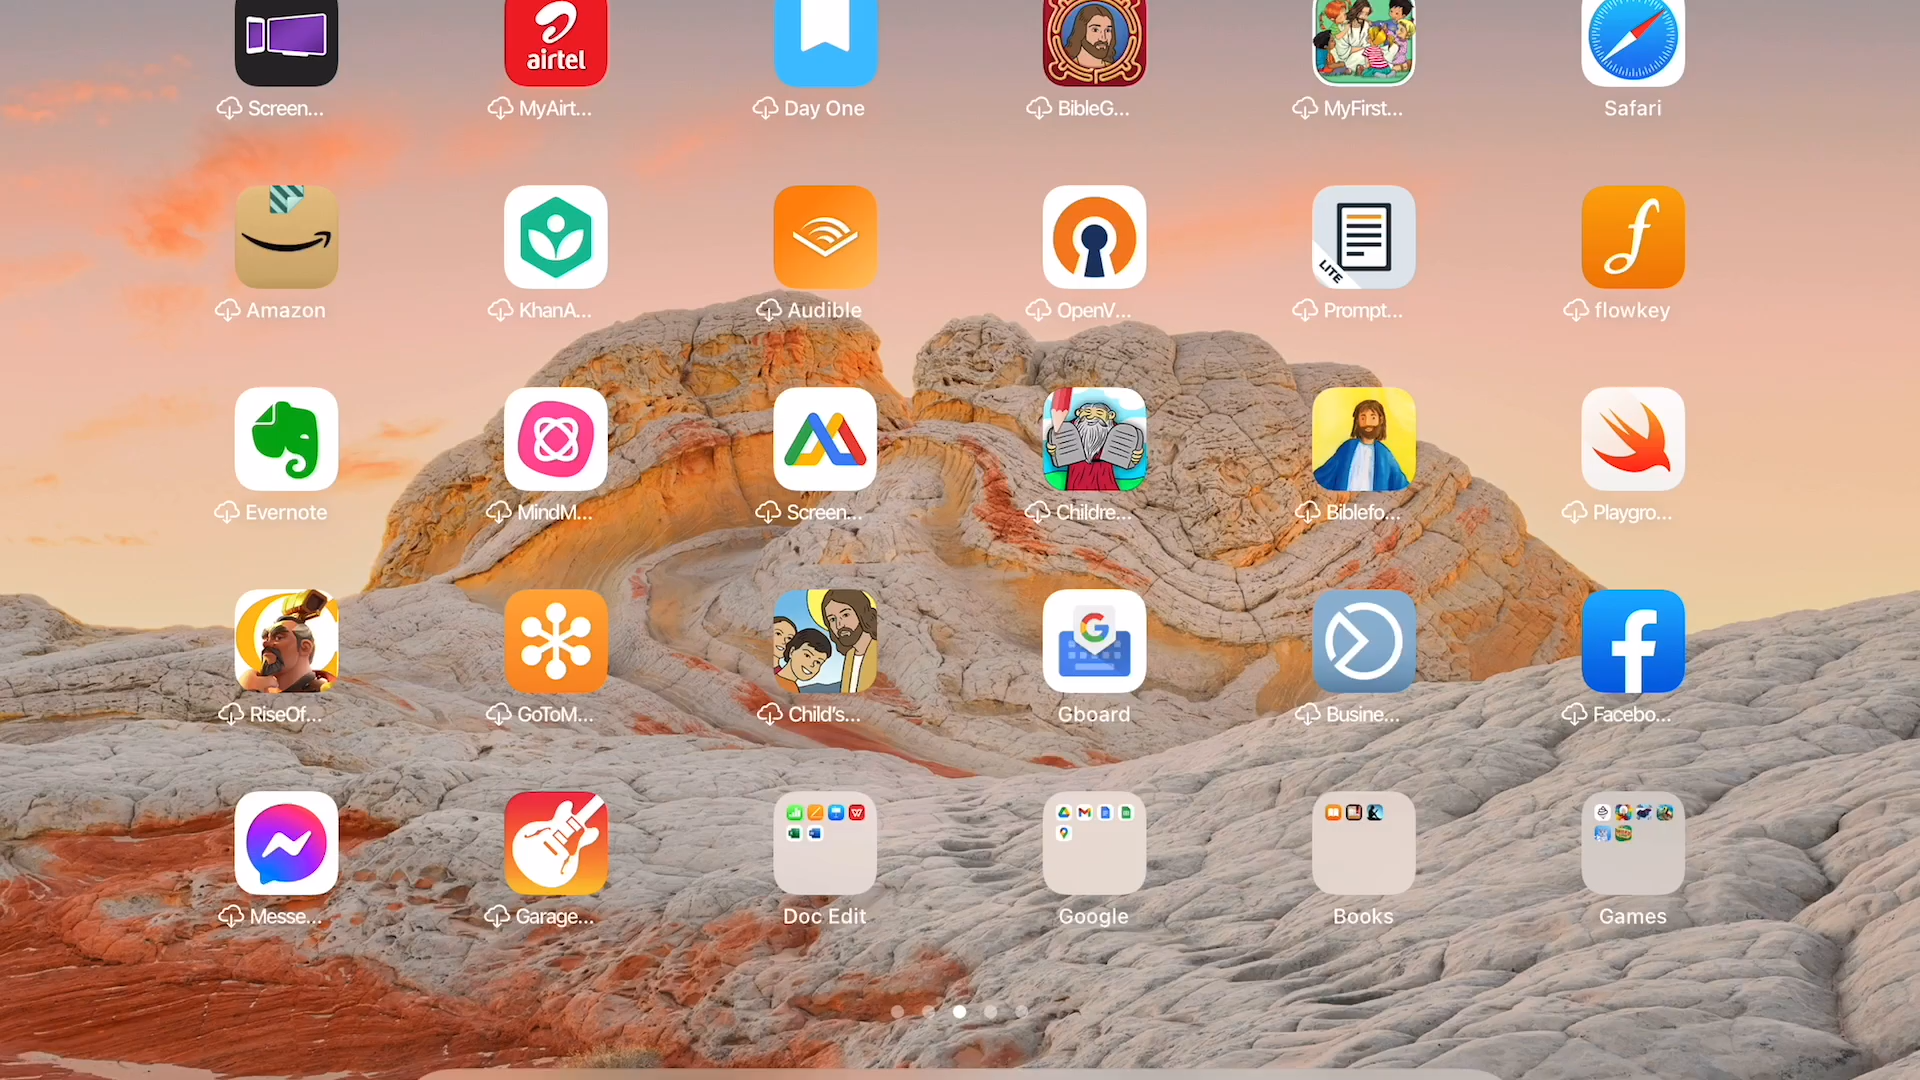 airtel
Screen...
MyAirt...
Day One
BibleG...
MyFirst...
Safari
LITE
Amazon
KhanA...
Audible
OpenV...
Prompt...
flowkey
Evernote
MindM...
Screen...
Childre...
Biblefo...
Playgro...
RiseOf...
GoToM...
Child's...
Gboard
Busine...
Facebo...
Messe...
Garage...
Doc Edit
Google
Books
Games